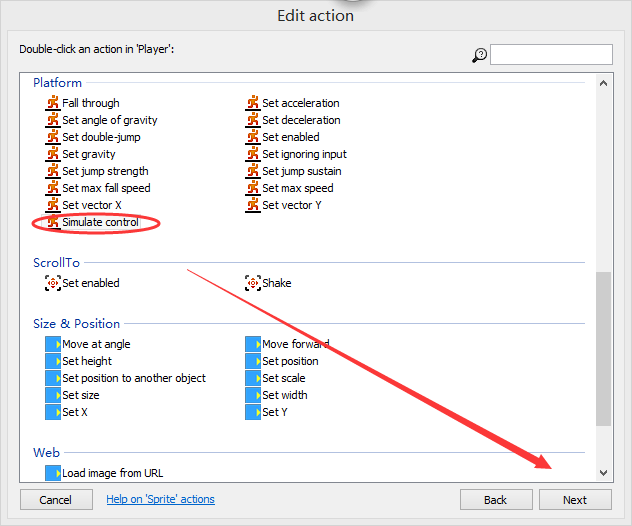 Edit action
Double-click an action in 'Player':
Platform
Fall through
Set acceleration
Set angle of gravity
Set deceleration
Set double-jump
Set enabled
Set gravity
Set ignoring input
Set jump strength
Set jump sustain
Set max fall speed
Set max speed
Set vector X
Set vector Y
Simulate control
ScrollTo
Set enabled
Shake
Size & Position
Move at angle
Move forward
Set height
Set position
Set position to another object
Set scale
Set size
Set width
Set X
Set Y
Web
Load image from URL
Cancel
Help on 'Sprite' actions
Back
Next